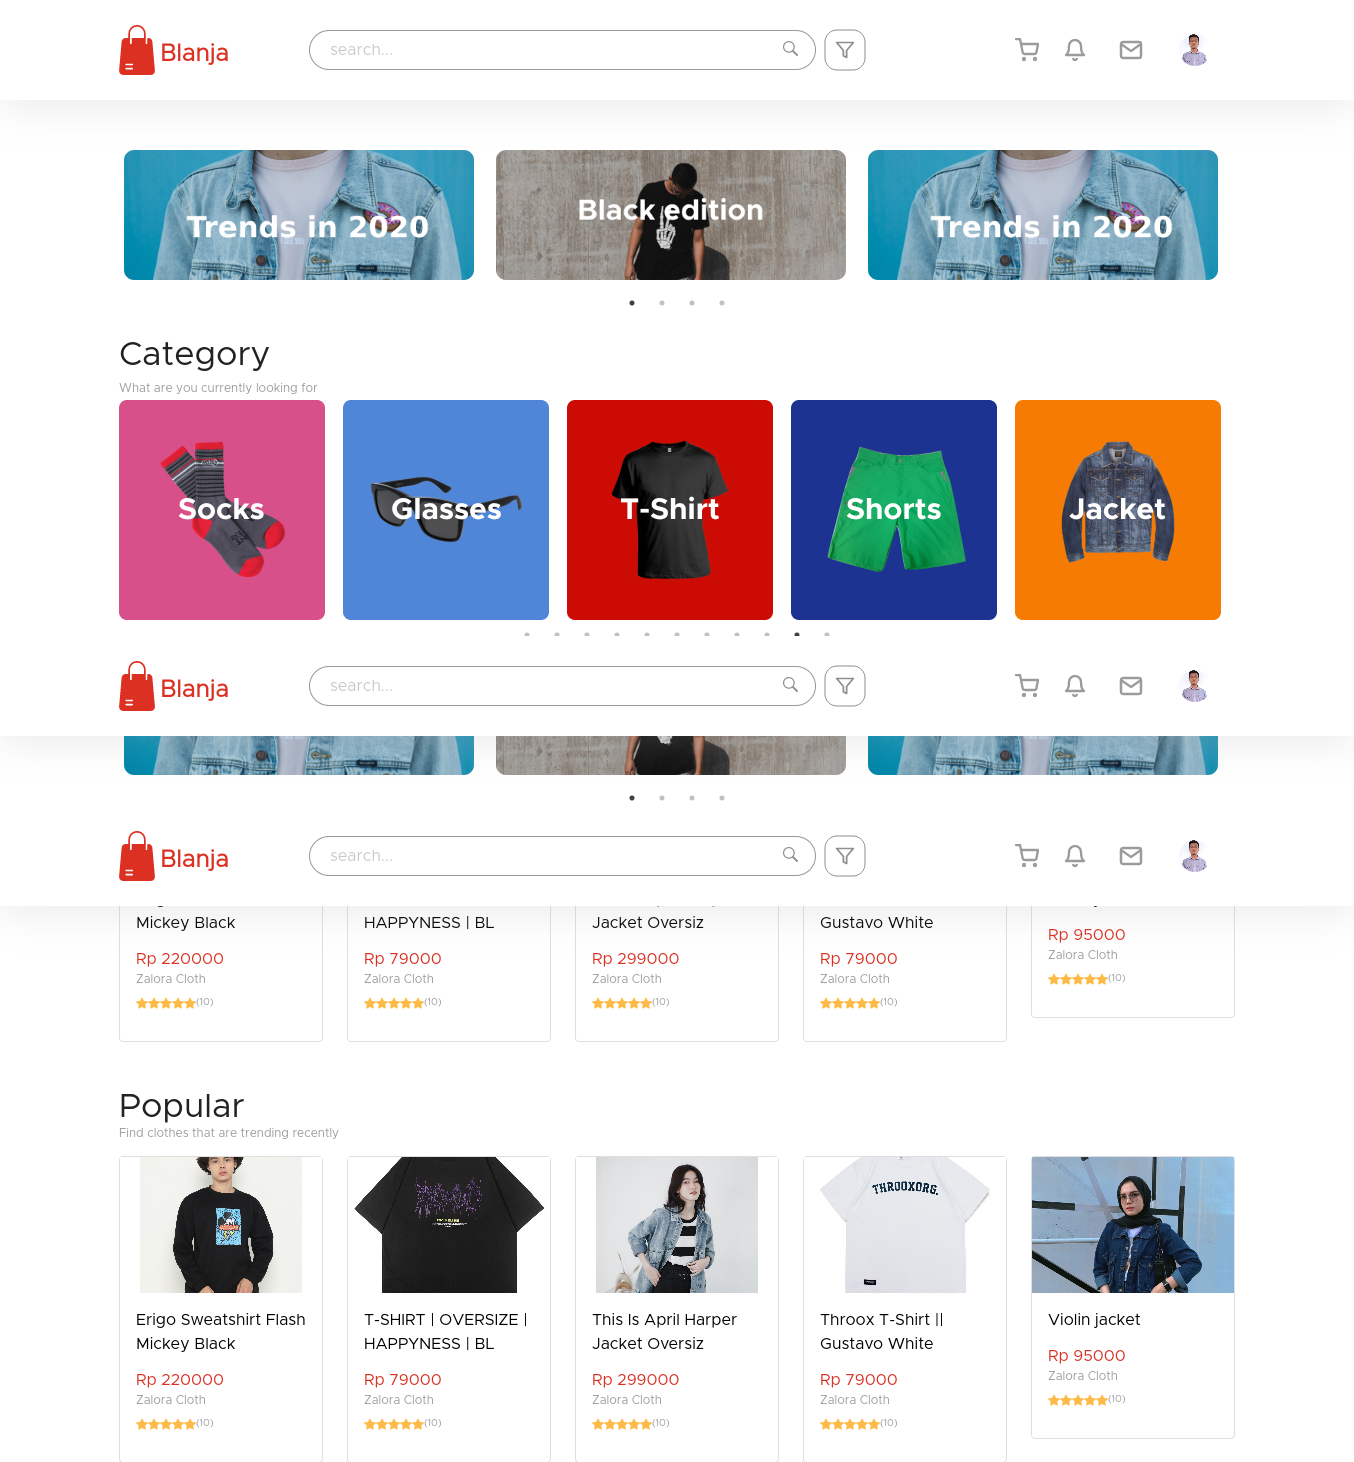 Blanja
search...
Trends in 2020
Black edition
Trends in 2020
Category
What are you currently looking for
Socks
Glasses
T-Shirt
Shorts
Jacket
Blanja
search...
Blanja
search...
Mickey Black
HAPPYNESS | BL
Jacket Oversiz
Gustavo White
Rp 220000
Rp 79000
Rp 299000
Rp 79000
Rp 95000
Zalora Cloth
Zalora Cloth
Zalora Cloth
Zalora Cloth
Zalora Cloth
(10)
(10)
(10)
(10)
(10)
Popular
Find clothes that are trending recently
THROOXORG.
Erigo Sweatshirt Flash
Mickey Black
Rp 220000
Zalora Cloth
(10)
T-SHIRT | OVERSIZE |
HAPPYNESS | BL
Rp 79000
Zalora Cloth
(10)
This Is April Harper
Jacket Oversiz
Rp 299000
Zalora Cloth
(10)
Throox T-Shirt ||
Gustavo White
Rp 79000
Zalora Cloth
(10)
Violin jacket
Rp 95000
Zalora Cloth
(10)